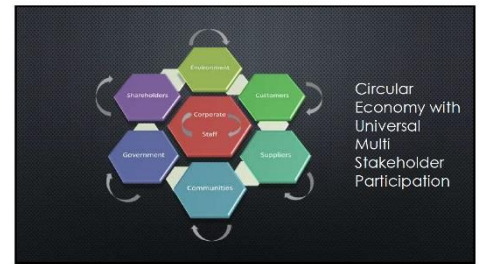 Environment
Shareholders
Customers
Corporate
Staff
Government
Suppliers
Communities
Circular
Economy with
Universal
Multi
Stakeholder
Participation